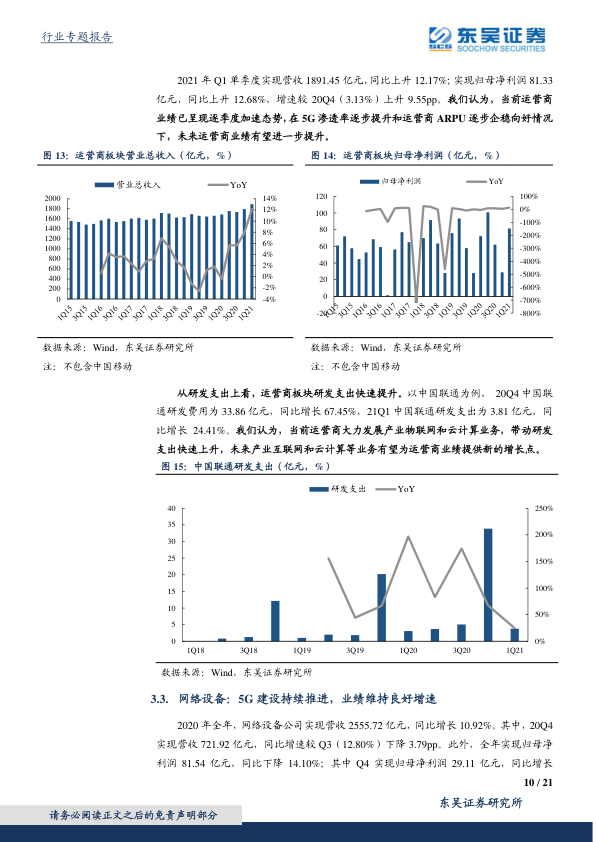 行业专题报告
东吴证券
SCS
SOOCHOW SECURITIES
2021 年 Q1 单季度实现营收 1891.45 亿元，同比上升 12.17%；实现归母净利润 81.33
亿元，同比上升 12.68%，增速较 20Q4（3.13%）上升 9.55pp。我们认为，当前运营商
业绩已呈现逐季度加速态势，在 5G 渗透率逐步提升和运营商 ARPU 逐步企稳向好情况
下，未来运营商业绩有望进一步提升。
图 13：运营商板块营业总收入（亿元，%）
营业总收入 YoY
2000
1800
1600
1400
1200
1000
800
600
400
200
0
14%
12%
10%
8%
6%
4%
2%
0%
-2%
-4%
1Q15 3Q15 1Q16 3Q16 1Q17 3Q17 1Q18 3Q18 1Q19 3Q19 1Q20 3Q20 1Q21
数据来源：Wind，东吴证券研究所
注：不包含中国移动
图 14：运营商板块归母净利润（亿元，%）
归母净利润 YoY
120
100
80
60
40
20
0
-20
100%
0%
-100%
-200%
-300%
-400%
-500%
-600%
-700%
-800%
1Q15 3Q15 1Q16 3Q16 1Q17 3Q17 1Q18 3Q18 1Q19 3Q19 1Q20 3Q20 1Q21
数据来源：Wind，东吴证券研究所
注：不包含中国移动
从研发支出上看，运营商板块研发支出快速提升。以中国联通为例， 20Q4 中国联
通研发费用为 33.86 亿元，同比增长 67.45%，21Q1 中国联通研发支出为 3.81 亿元，同
比增长 24.41%。我们认为，当前运营商大力发展产业物联网和云计算业务，带动研发
支出快速上升，未来产业互联网和云计算等业务有望为运营商业绩提供新的增长点。
图 15：中国联通研发支出（亿元，%）
研发支出 YoY
40
35
30
25
20
15
10
5
0
250%
200%
150%
100%
50%
0%
1Q18 3Q18 1Q19 3Q19 1Q20 3Q20 1Q21
数据来源：Wind，东吴证券研究所
3.3. 网络设备：5G 建设持续推进，业绩维持良好增速
2020 年全年，网络设备公司实现营收 2555.72 亿元，同比增长 10.92%。其中，20Q4
实现营收 721.92 亿元，同比增速较 Q3（12.80%）下降 3.79pp。此外，全年实现归母净
利润 81.54 亿元，同比下降 14.10%；其中 Q4 实现归母净利润 29.11 亿元，同比增长
10 / 21
东吴证券研究所
请务必阅读正文之后的免责声明部分